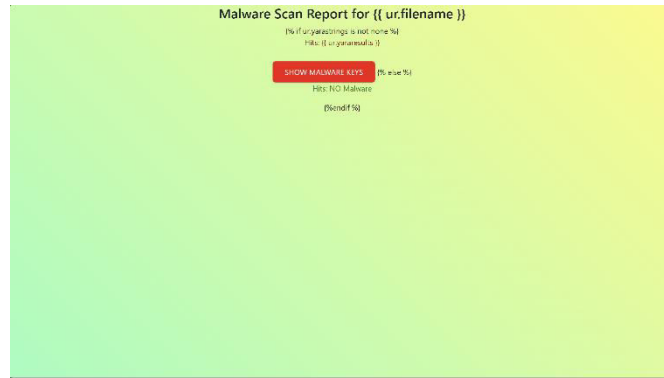 Malware Scan Report for {{ ur.filename }}
{% if ur.yarastrings is not none %}
Hits: {{ ur.yararesults }}
SHOW MALWARE KEYS {% else %}
Hits: NO Malware
{%endif %}